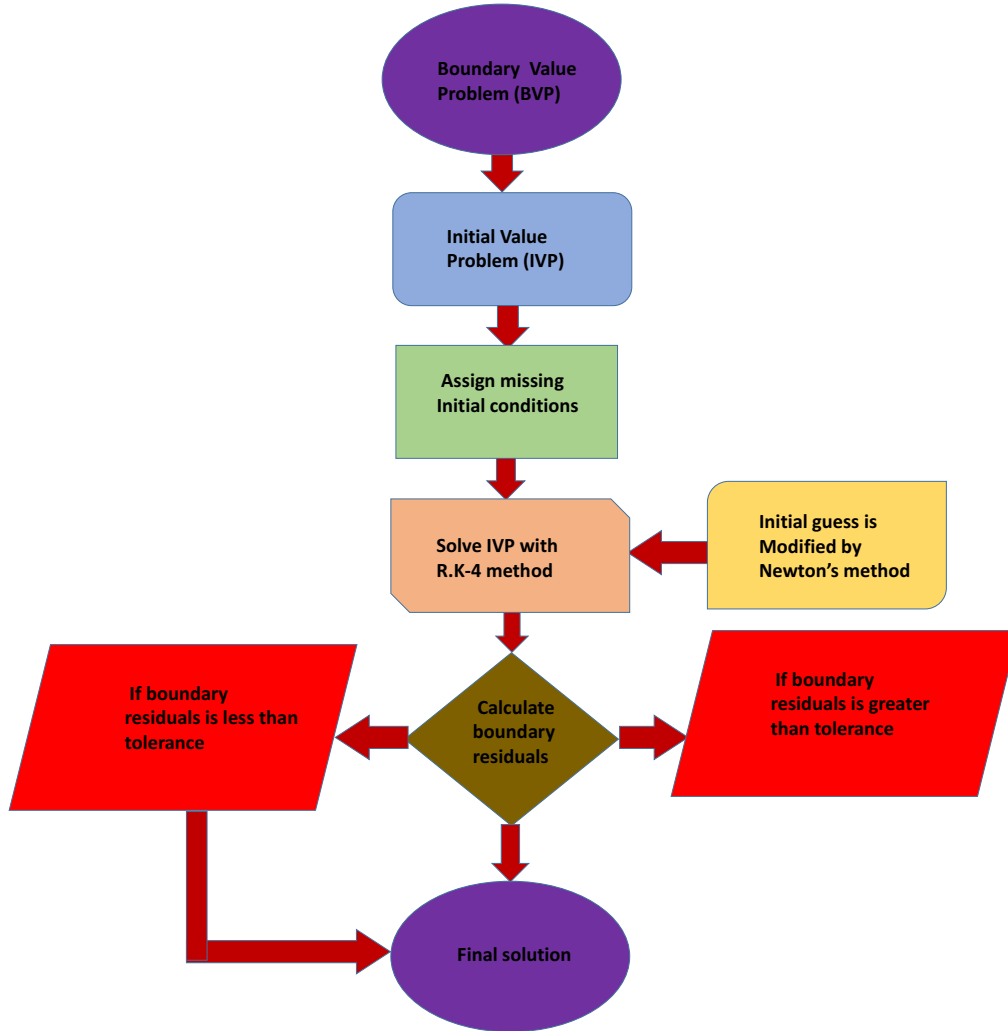 Boundary Value
Problem (BVP)
Initial Value
Problem (IVP)
Assign missing
Initial conditions
Solve IVP with
R.K-4 method
Initial guess is
Modified by
Newton’s method
If boundary
residuals is less than
tolerance
Calculate
boundary
residuals
If boundary
residuals is greater
than tolerance
Final solution